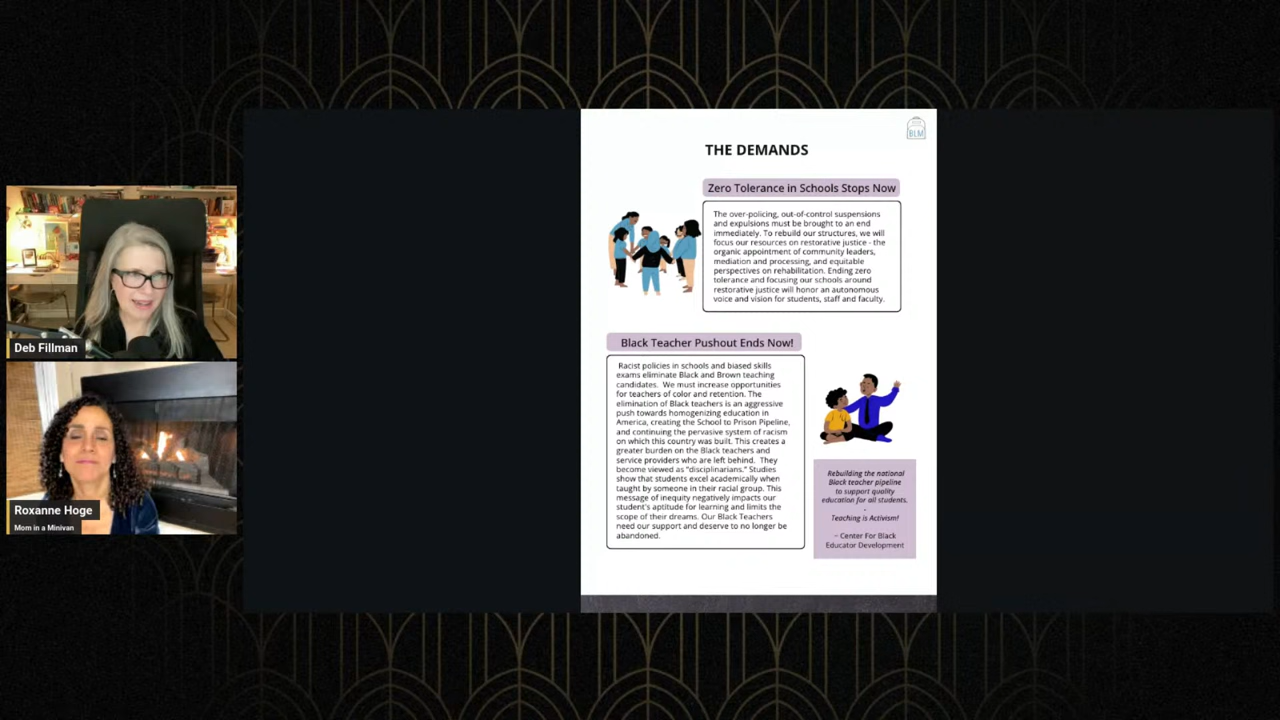 BLM
THE DEMANDS
Zero Tolerance in Schools Stops Now
The over-policing, out-of-control suspensions
and expulsions must be brought to an end
immediately. To rebuild our structures, we will
focus our resources on restorative justice - the
organic appointment of community leaders,
mediation and processing, and equitable
perspectives on rehabilitation. Ending zero
tolerance and focusing our schools around
restorative justice will honor an autonomous
voice and vision for students, staff and faculty.
Black Teacher Pushout Ends Now!
Racist policies in schools and biased skills
exams eliminate Black and Brown teaching
candidates. We must increase opportunities
for teachers of color and retention. The
elimination of Black teachers is an aggressive
push towards homogenizing education in
America, creating the School to Prison Pipeline,
and continuing the pervasive system of racism
on which this country was built. This creates a
greater burden on the Black teachers and
service providers who are left behind. They
become viewed as "disciplinarians." Studies
show that students excel academically when
taught by someone in their racial group. This
message of inequity negatively impacts our
student's aptitude for learning and limits the
scope of their dreams. Our Black Teachers
need our support and deserve to no longer be
abandoned.
Rebuilding the national
Black teacher pipeline
to support quality
education for all students.
-
Teaching is Activism!
~ Center For Black
Educator Development
Deb Fillman
Roxanne Hoge
Mom in a Minivan